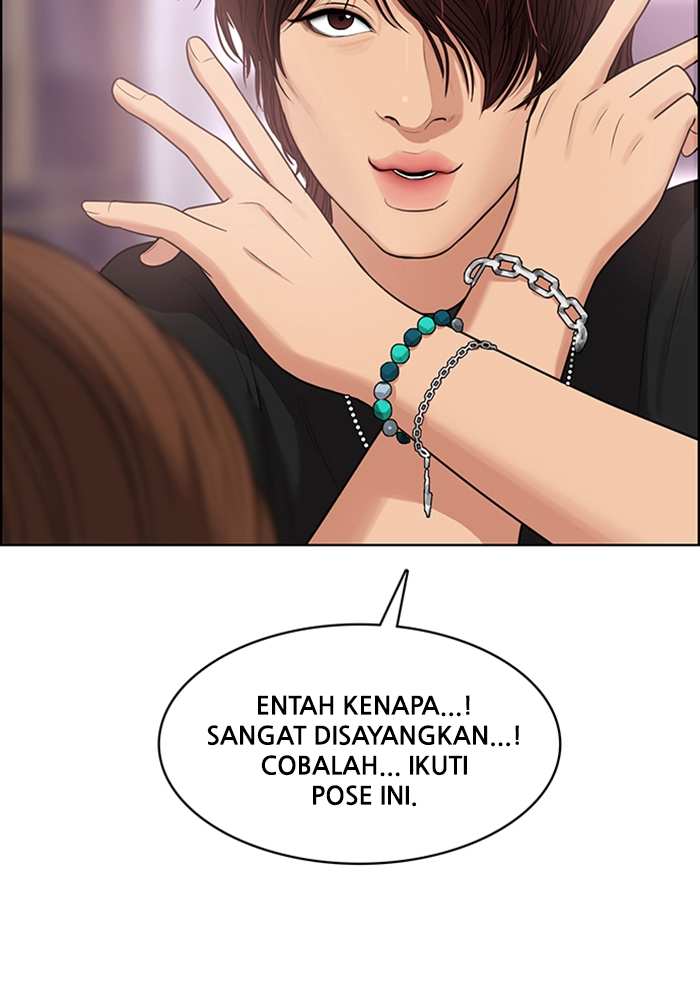 ENTAH KENAPA...!
SANGAT DISAYANGKAN...!
COBALAH... IKUTI
POSE INI.